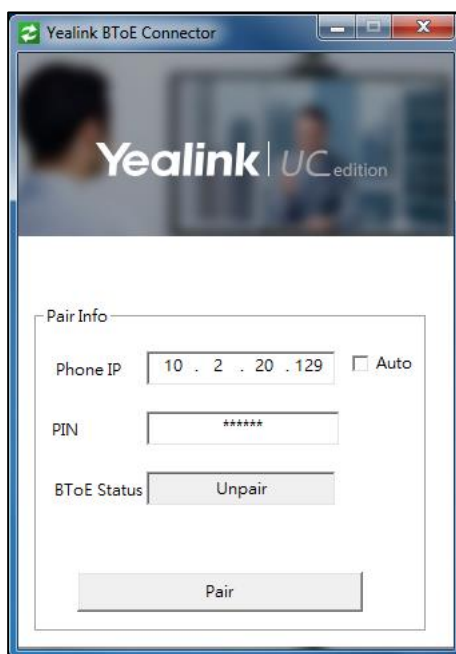 Yealink BToE Connector
Yealink | UC edition
Pair Info
Phone IP 10 . 2 . 20 . 129 Auto
PIN ******
BToE Status Unpair
Pair